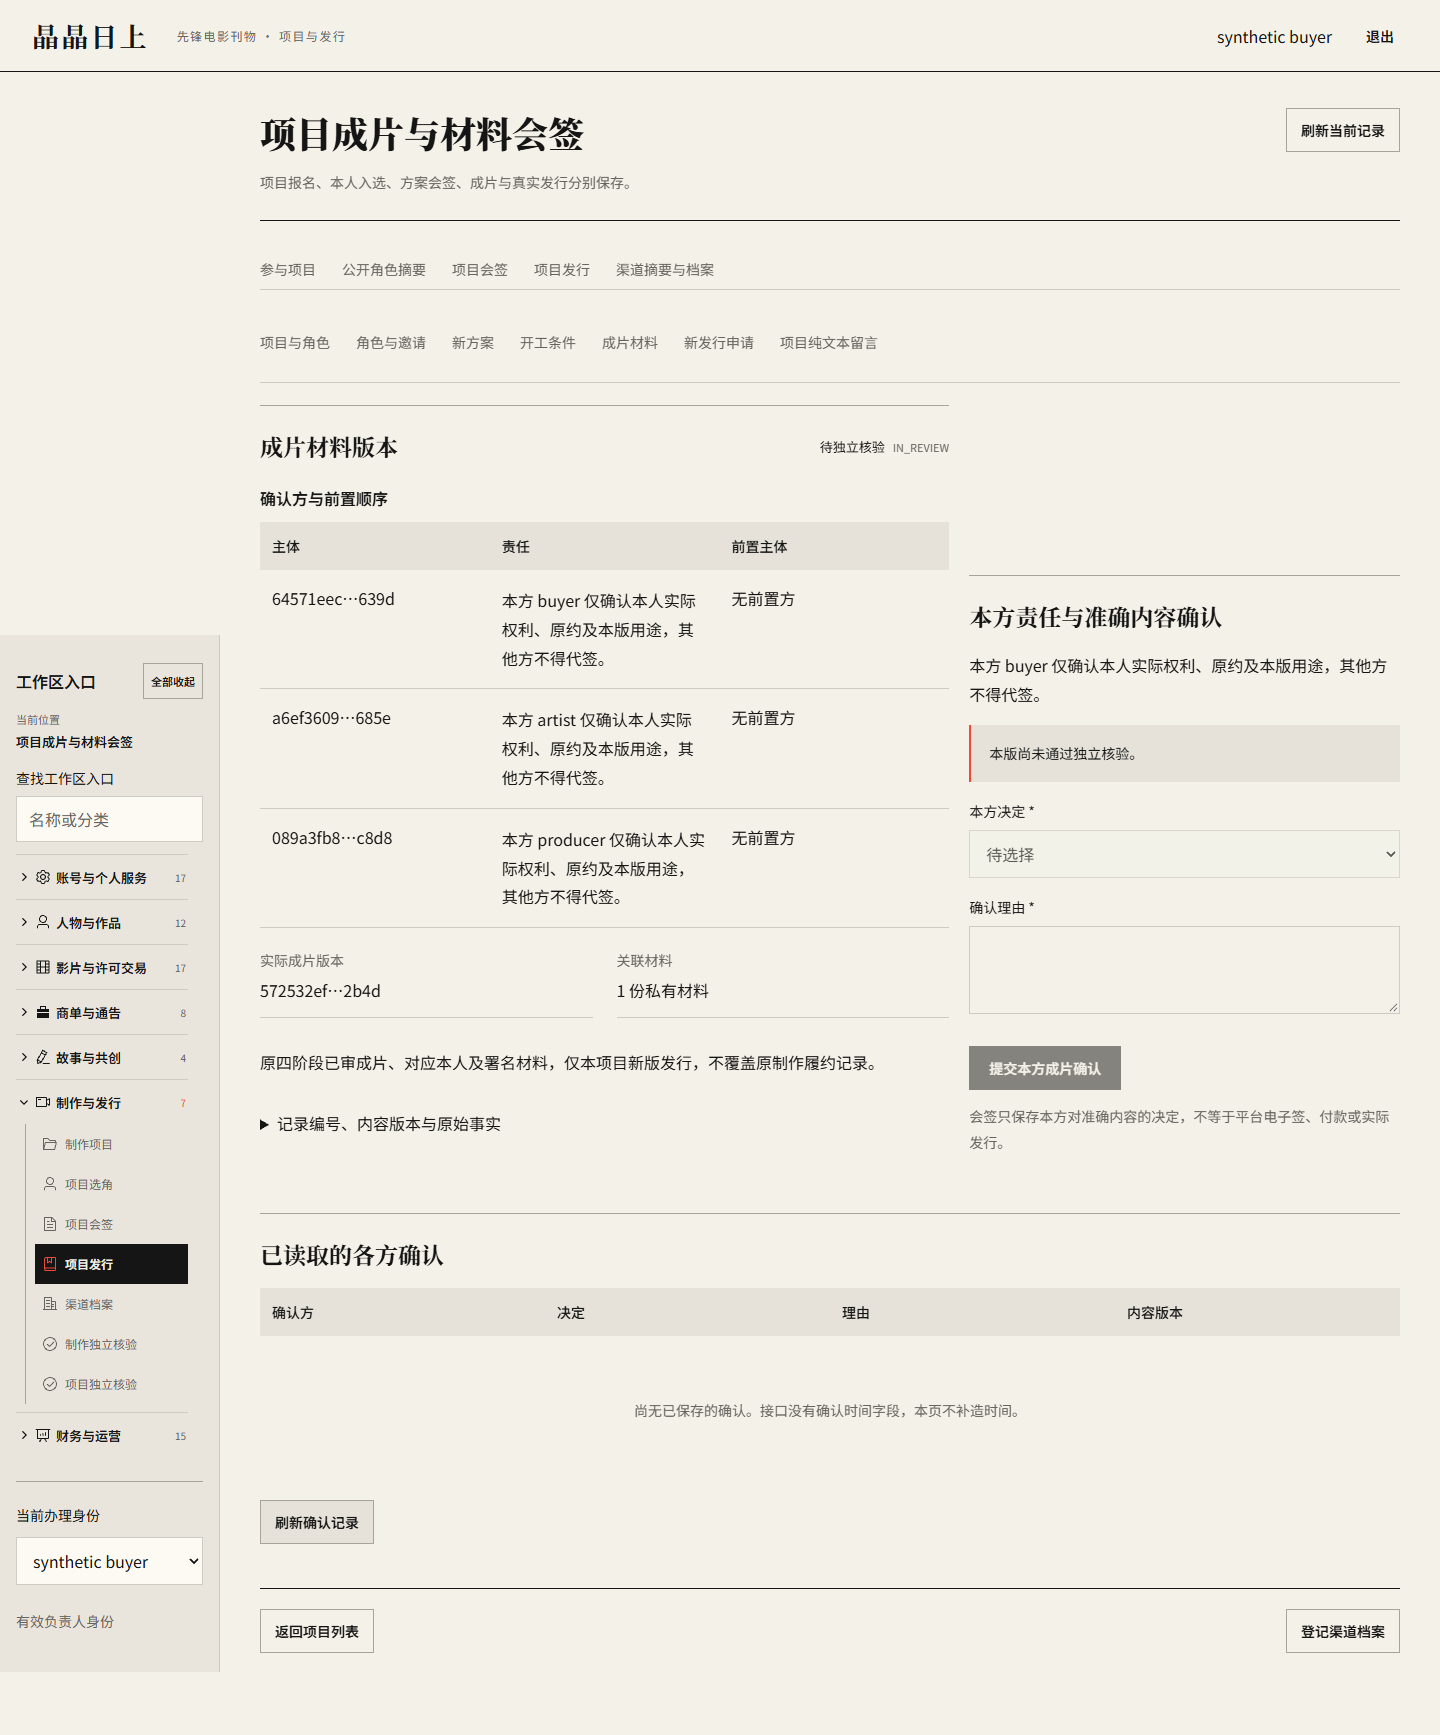 晶晶日上
先锋电影刊物 • 项目与发行
synthetic buyer
退出
项目成片与材料会签
刷新当前记录
项目报名、本人入选、方案会签、成片与真实发行分别保存。
参与项目 公开角色摘要 项目会签 项目发行 渠道摘要与档案
项目与角色 角色与邀请 新方案 开工条件 成片材料 新发行申请 项目纯文本留言
成片材料版本
待独立核验 IN_REVIEW
确认方与前置顺序
主体 责任 前置主体
64571eec…639d
本方 buyer 仅确认本人实际
权利、原约及本版用途，其
他方不得代签。
无前置方
a6ef3609…685e
本方 artist 仅确认本人实际
权利、原约及本版用途，其
他方不得代签。
无前置方
089a3fb8…c8d8
本方 producer 仅确认本人实
际权利、原约及本版用途，
其他方不得代签。
无前置方
实际成片版本
572532ef…2b4d
关联材料
1 份私有材料
原四阶段已审成片、对应本人及署名材料，仅本项目新版发行，不覆盖原制作履约记录。
记录编号、内容版本与原始事实
本方责任与准确内容确认
本方 buyer 仅确认本人实际权利、原约及本版用途，其他方
不得代签。
本版尚未通过独立核验。
本方决定 *
待选择
确认理由 *
提交本方成片确认
会签只保存本方对准确内容的决定，不等于平台电子签、付款或实际
发行。
已读取的各方确认
确认方 决定 理由 内容版本
尚无已保存的确认。接口没有确认时间字段，本页不补造时间。
刷新确认记录
返回项目列表
登记渠道档案
工作区入口
全部收起
当前位置
项目成片与材料会签
查找工作区入口
名称或分类
账号与个人服务 17
人物与作品 12
影片与许可交易 17
商单与通告 8
故事与共创 4
制作与发行 7
制作项目
项目选角
项目会签
项目发行
渠道档案
制作独立核验
项目独立核验
财务与运营 15
当前办理身份
synthetic buyer
有效负责人身份